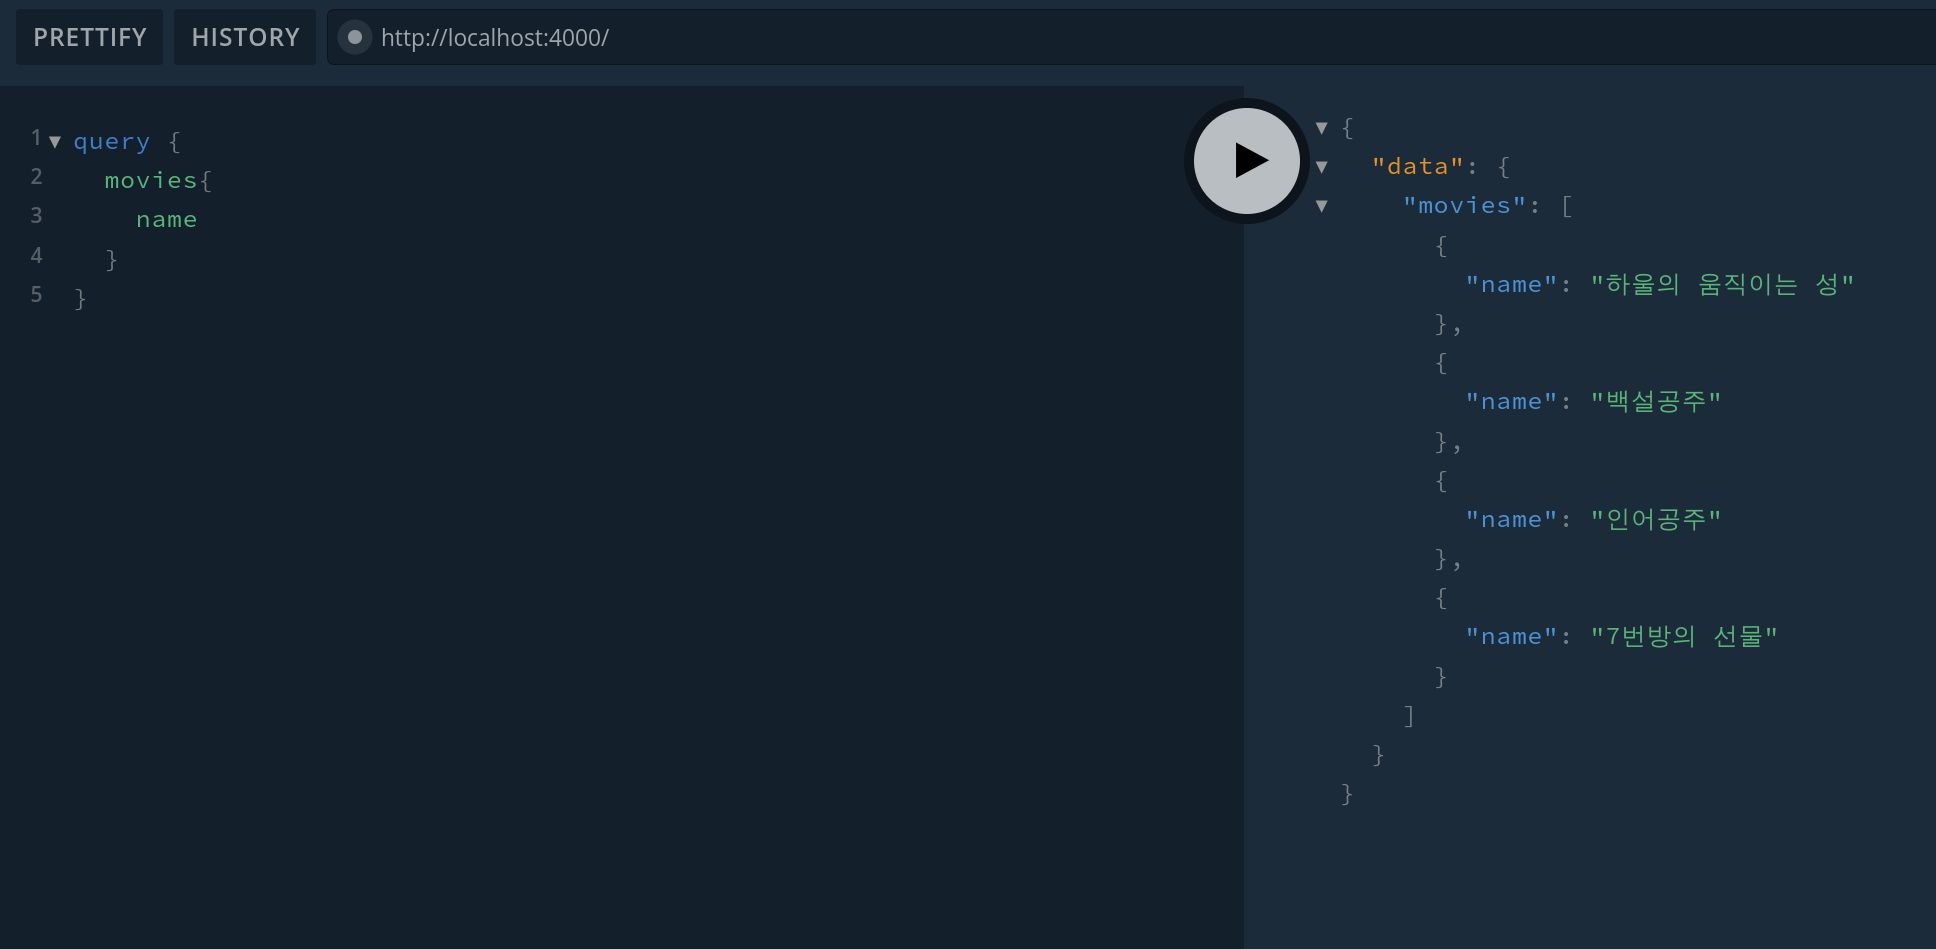 PRETTIFY HISTORY http://localhost:4000/
1 query {
2 movies{
3 name
4 }
5 }
{
"data": {
"movies": [
{
"name": "하울의 움직이는 성"
},
{
"name": "백설공주"
},
{
"name": "인어공주"
},
{
"name": "7번방의 선물"
}
]
}
}